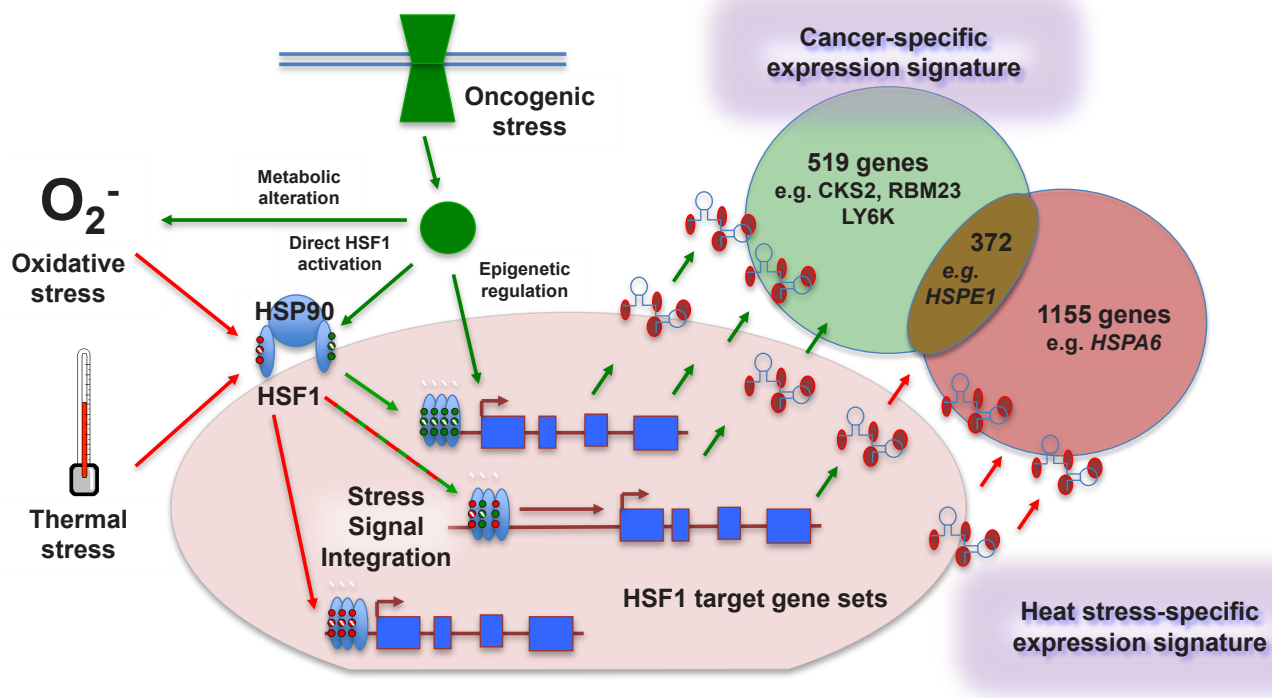 Cancer-specific
expression signature
Oncogenic
stress
519 genes
e.g. CKS2, RBM23
LY6K
Metabolic
alteration
O₂⁻
Oxidative
stress
Direct HSF1
activation
Epigenetic
regulation
372
e.g.
HSPE1
1155 genes
e.g. HSPA6
HSP90
HSF1
Thermal
stress
Stress
Signal
Integration
HSF1 target gene sets
Heat stress-specific
expression signature